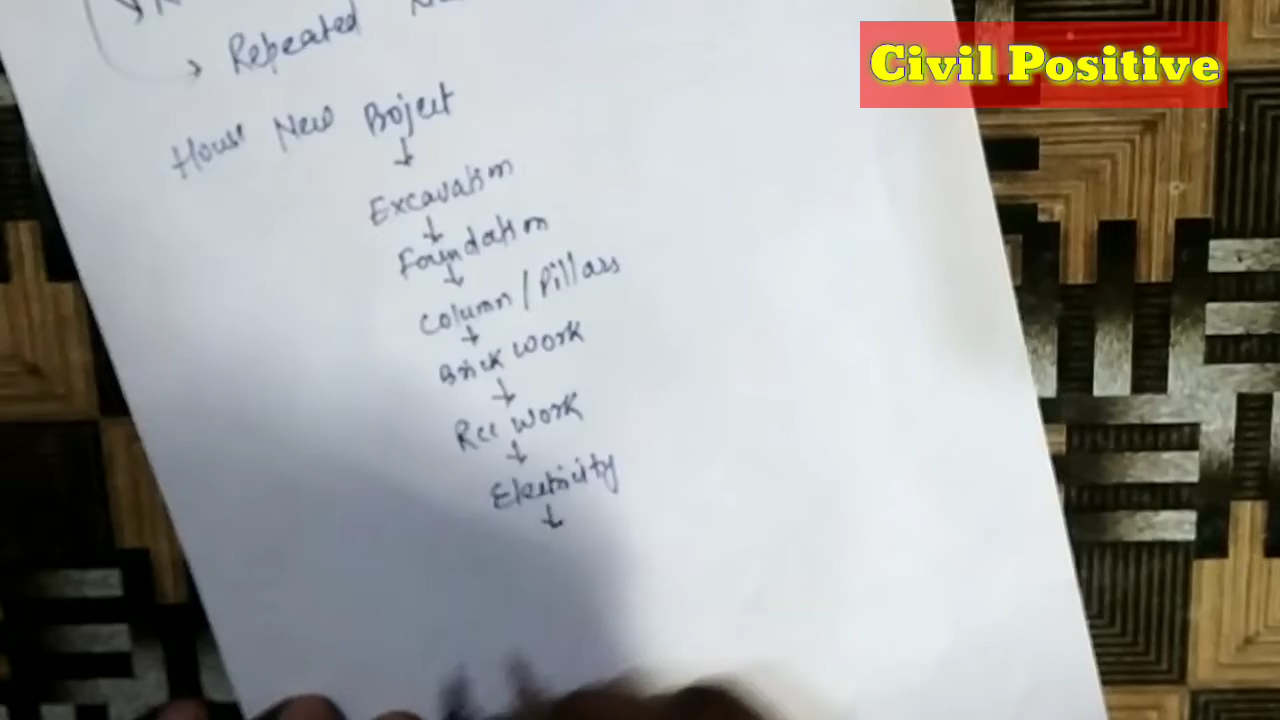 Civil Positive
→ Repeated
House New Project
↓
Excavation
↓
Foundation
↓
Column / Pillars
↓
Brick work
↓
Rcc work
↓
Electricity
↓